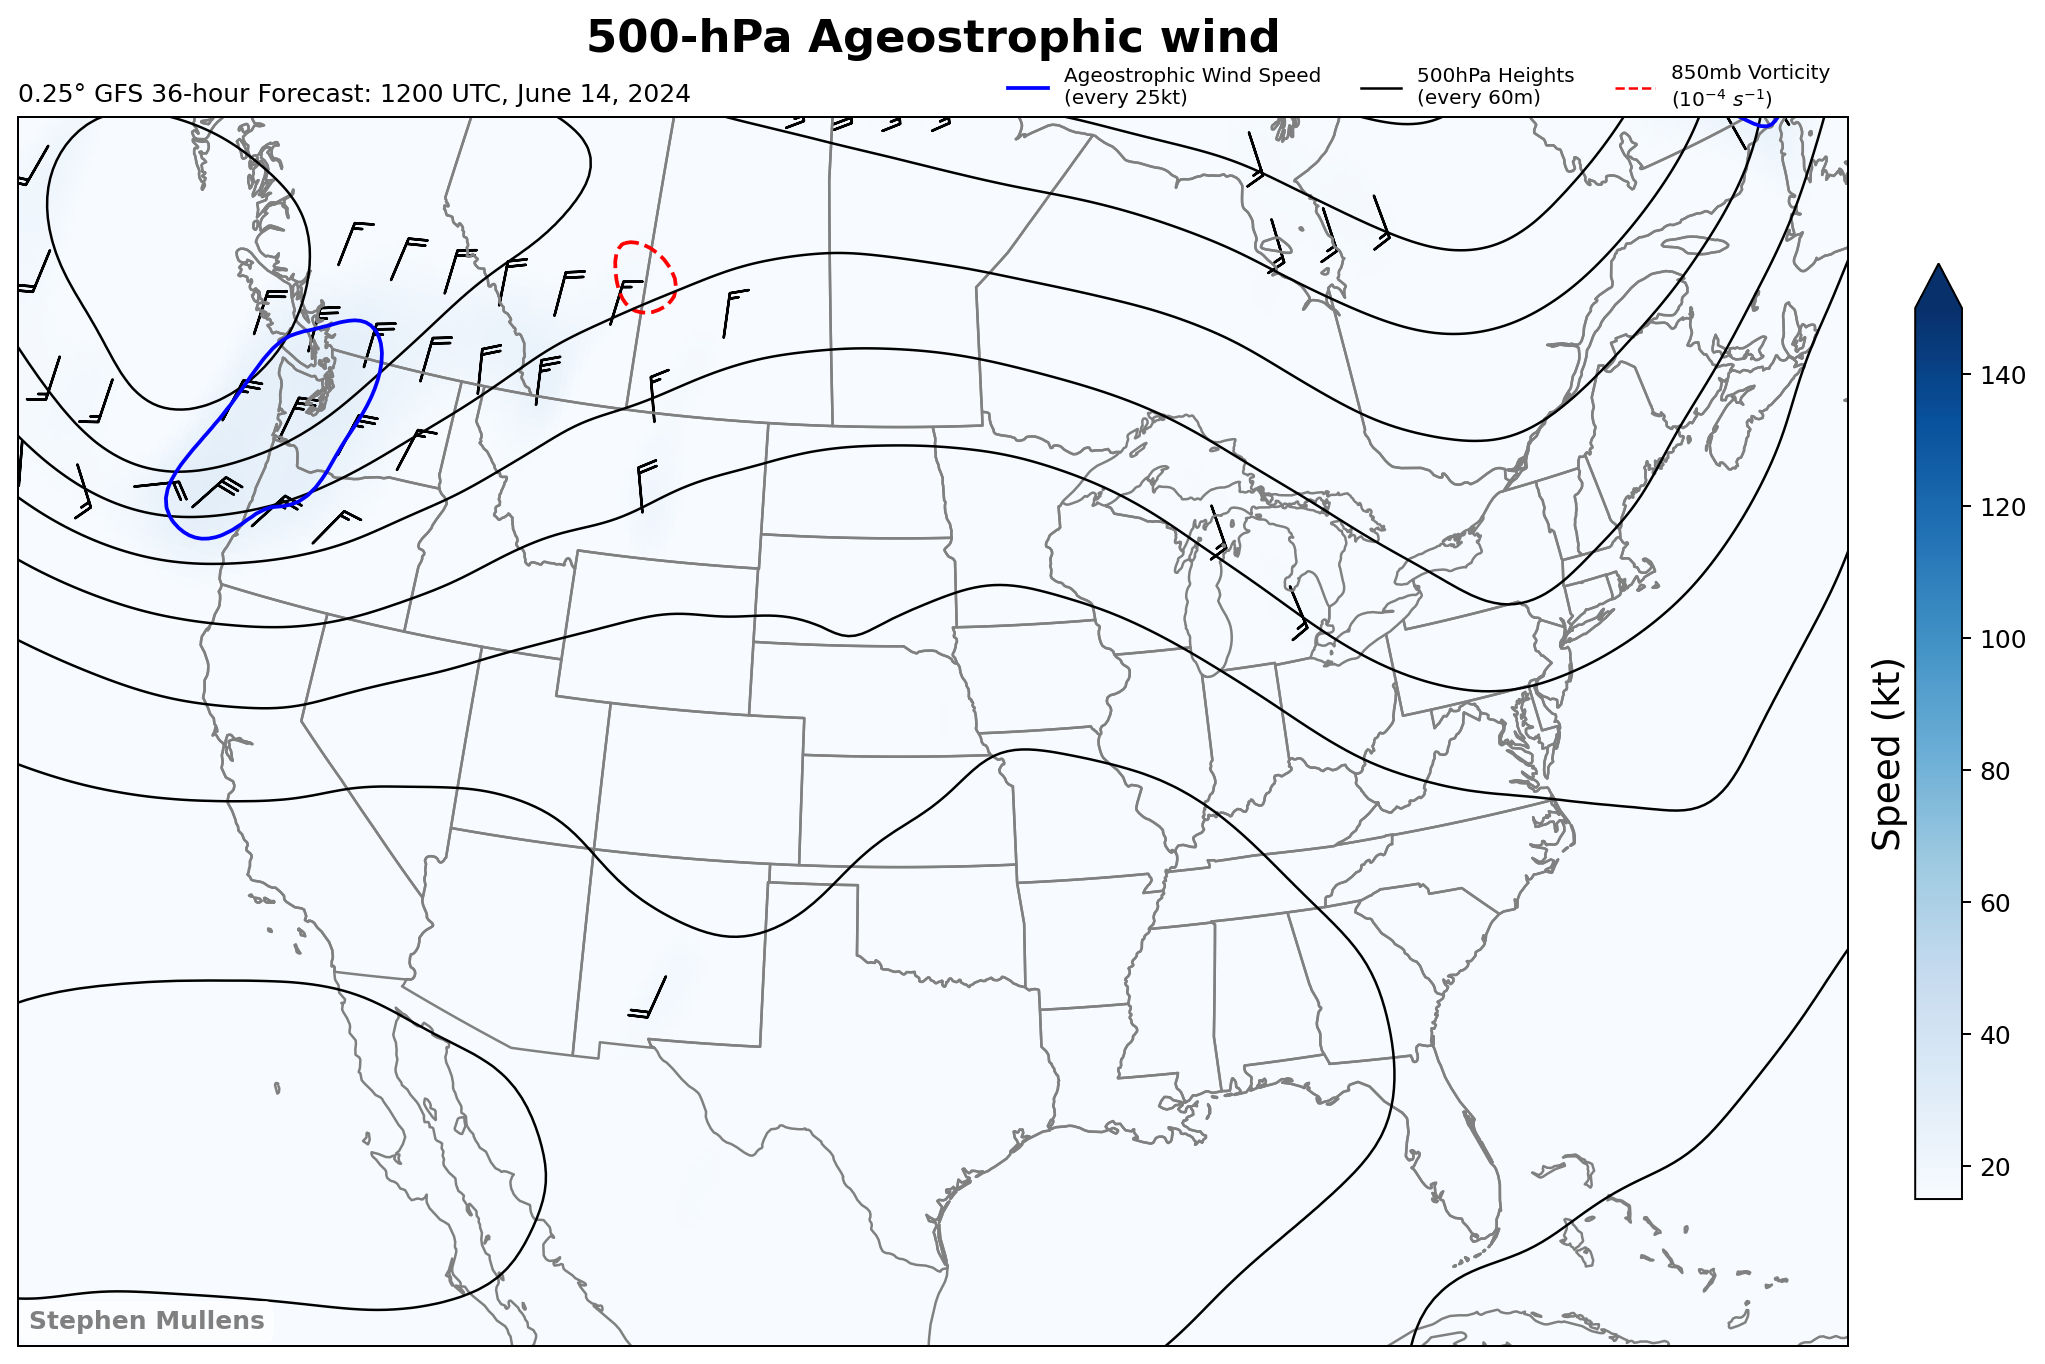 500-hPa Ageostrophic wind
0.25° GFS 36-hour Forecast: 1200 UTC, June 14, 2024
Ageostrophic Wind Speed
(every 25kt)
500hPa Heights
(every 60m)
850mb Vorticity
(10⁻⁴ s⁻¹)
140
120
100
80
60
40
20
Speed (kt)
Stephen Mullens